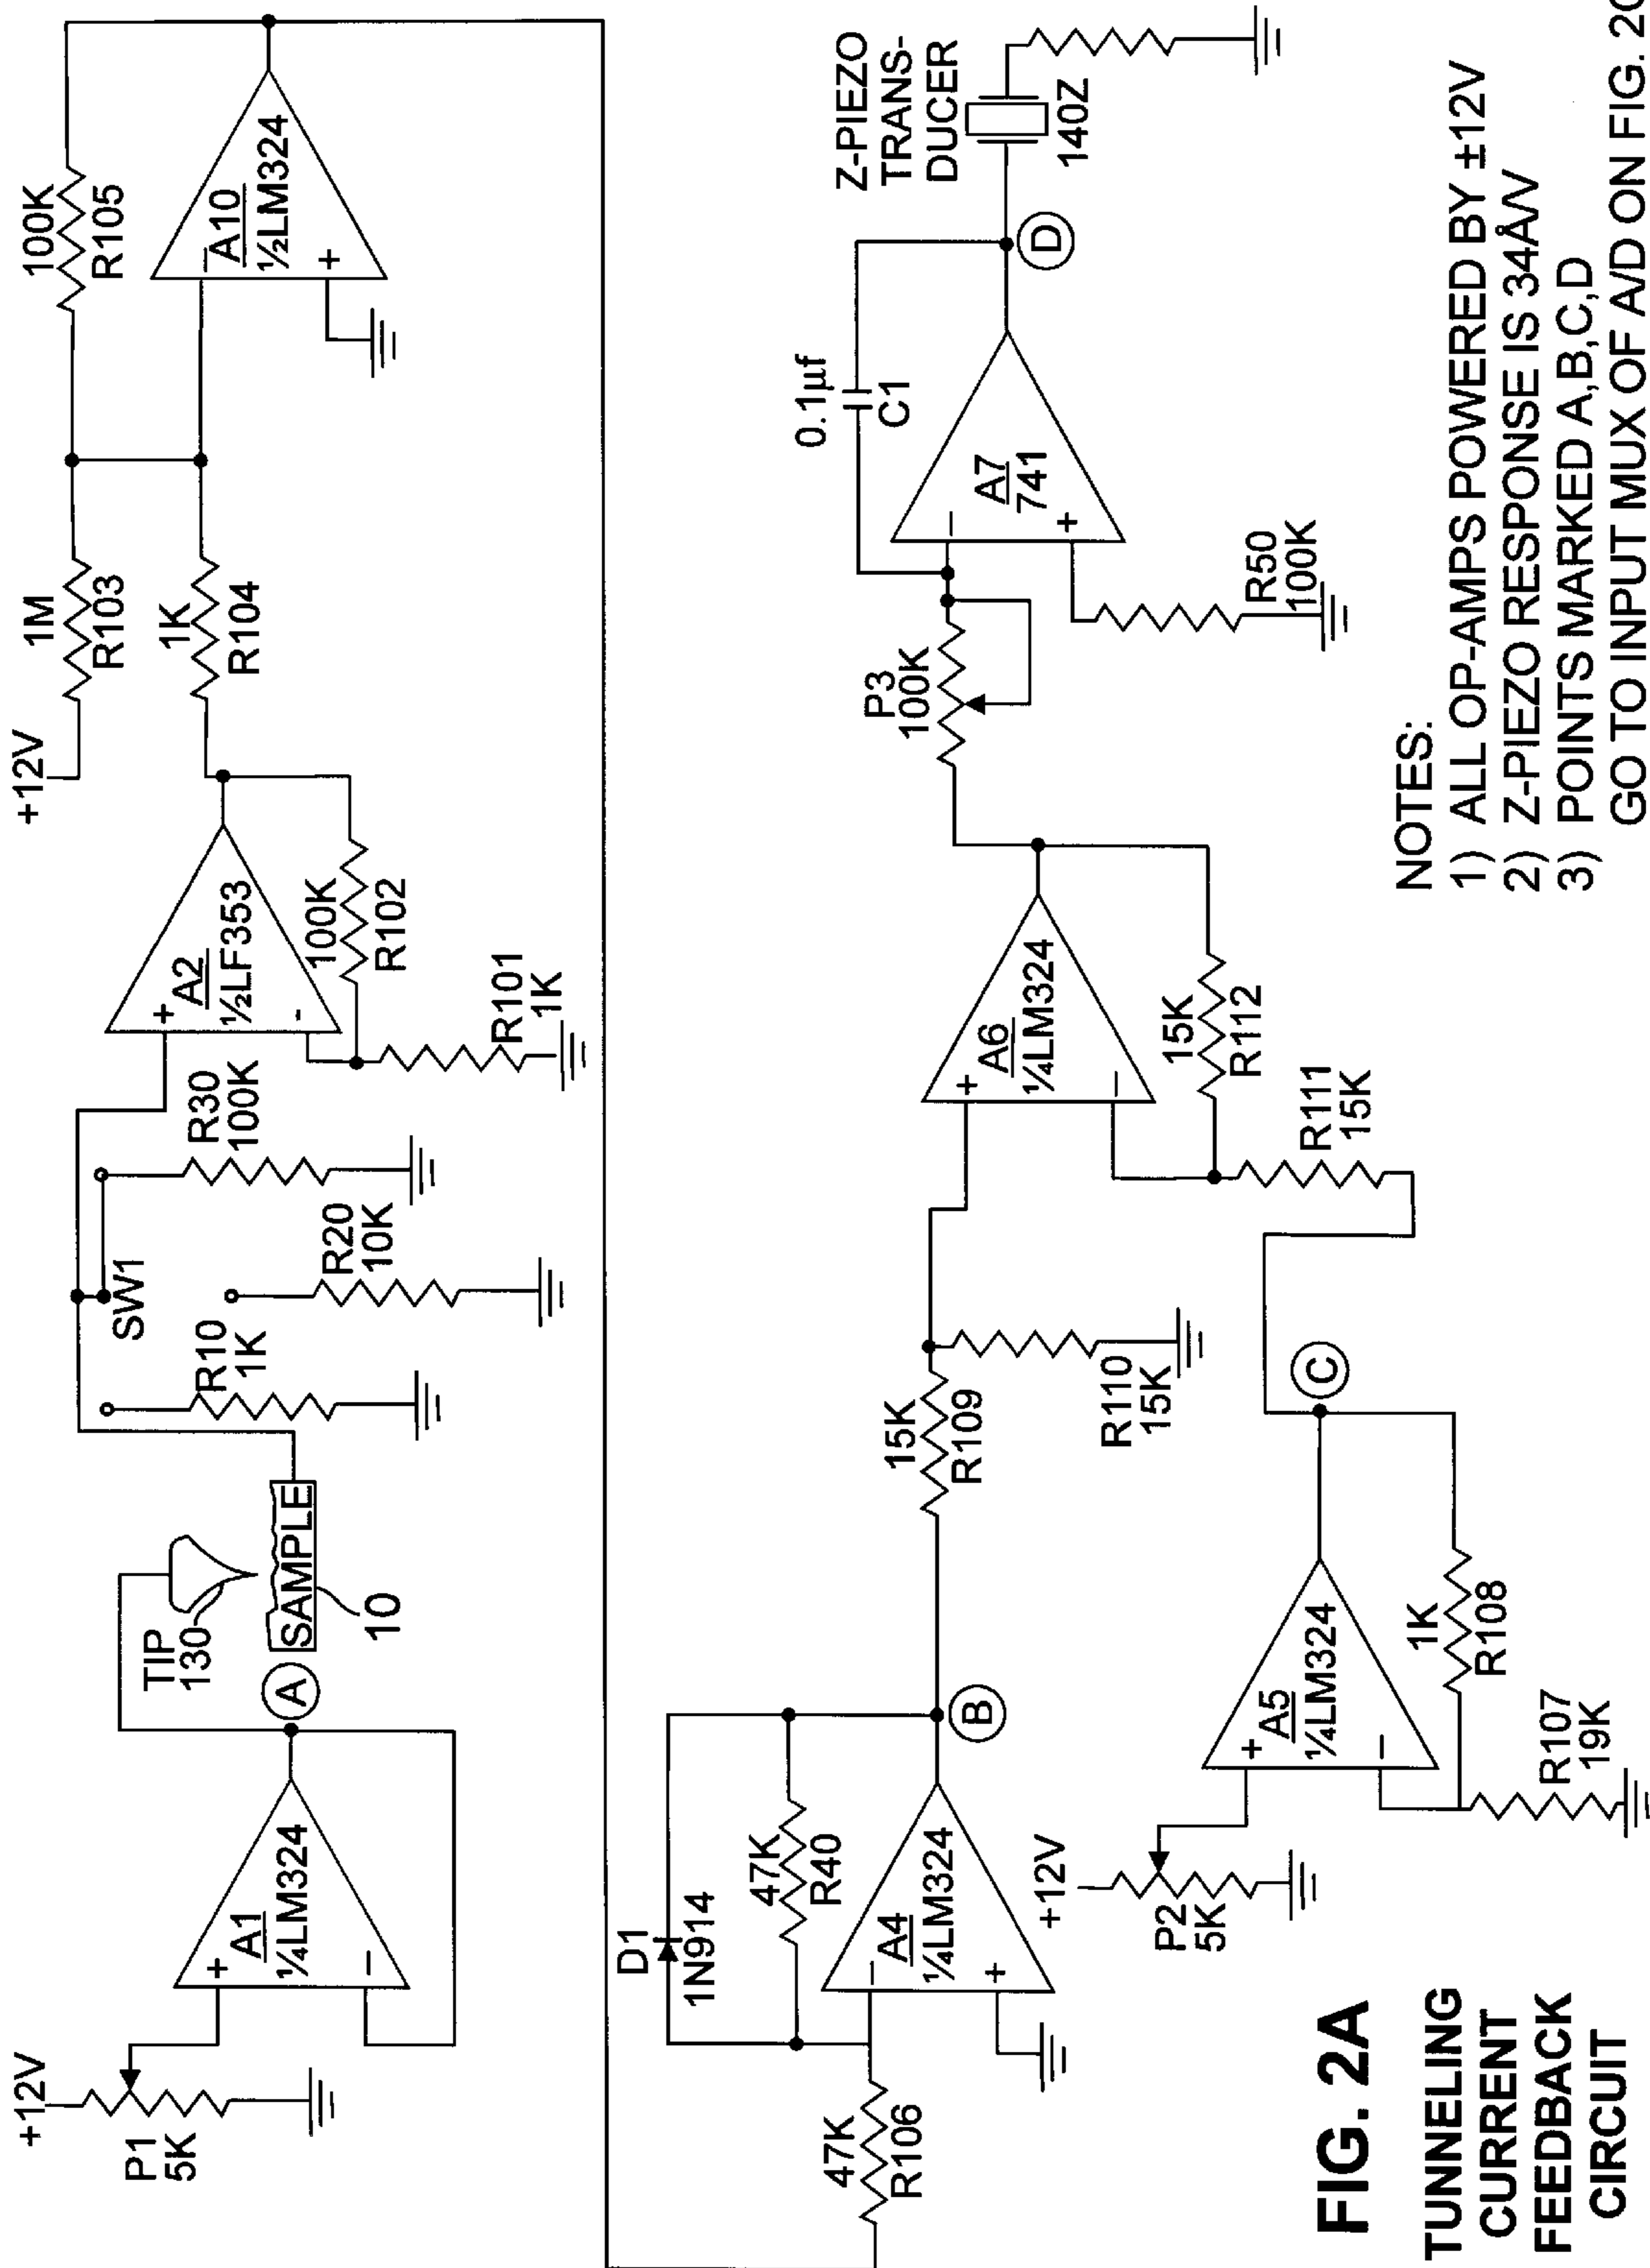 +12V
P1
5K
+
A1
¼LM324
−
A
TIP
130
SAMPLE
10
R10
1K
SW1
R20
10K
R30
100K
+
A2
½LF353
-
100K
R102
R101
1K
+12V
1M
R103
1K
R104
100K
R105
−
A10
½LM324
+
47K
R106
D1
1N914
47K
R40
−
A4
¼LM324
+
B
+12V
P2
5K
+
A5
¼LM324
−
R107
19K
1K
R108
C
15K
R109
R110
15K
+
A6
¼LM324
−
15K
R112
R111
15K
P3
100K
0.1µf
C1
−
A7
741
+
R50
100K
D
Z-PIEZO
TRANS-
DUCER
140Z
NOTES:
1) ALL OP-AMPS POWERED BY ±12V
2) Z-PIEZO RESPONSE IS 34Å/V
3) POINTS MARKED A,B,C,D
GO TO INPUT MUX OF A/D ON FIG.
FIG. 2A
TUNNELING
CURRENT
FEEDBACK
CIRCUIT